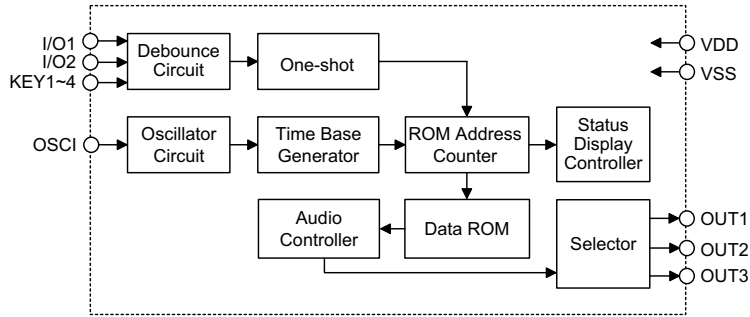 I/O1
I/O2
KEY1~4
Debounce
Circuit
One-shot
VDD
VSS
OSCI
Oscillator
Circuit
Time Base
Generator
ROM Address
Counter
Status
Display
Controller
Audio
Controller
Data ROM
Selector
OUT1
OUT2
OUT3